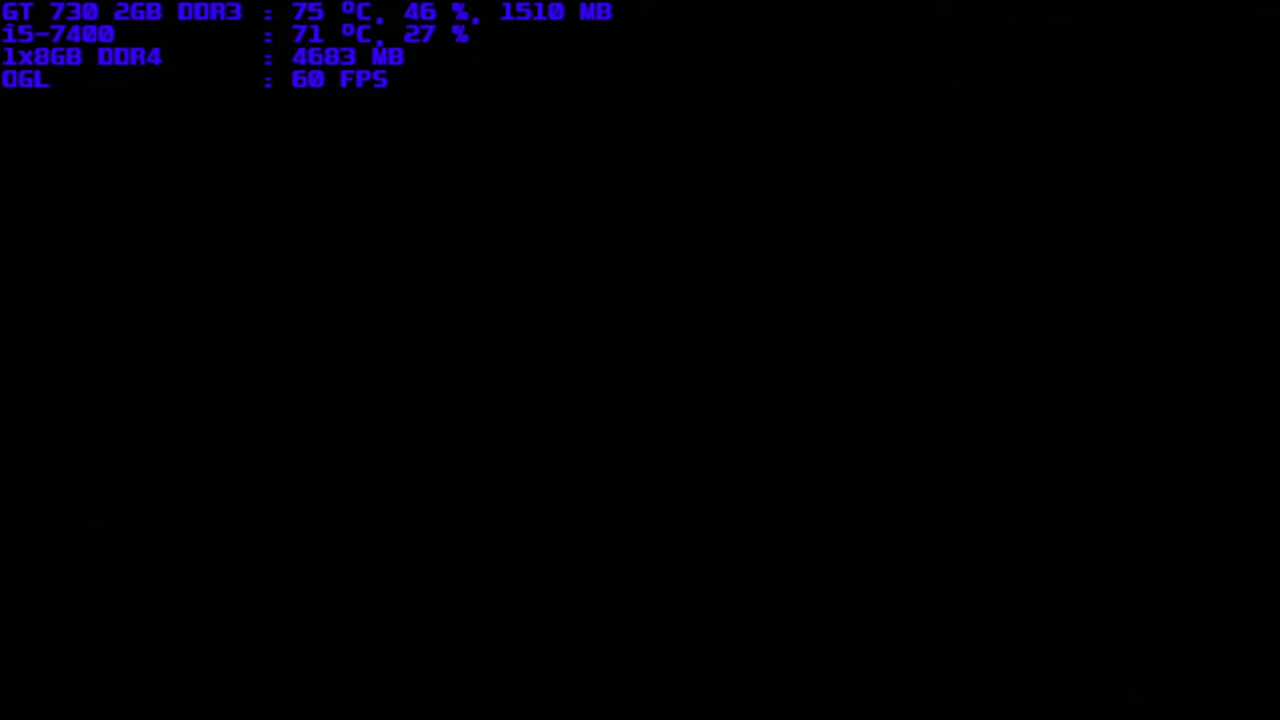 GT 730 2GB DDR3 : 75 ºC, 46 %, 1510 MB
i5-7400 : 71 ºC, 27 %
1x8GB DDR4 : 4683 MB
OGL : 60 FPS